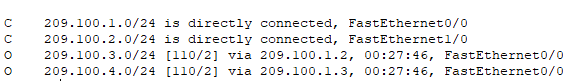 C    209.100.1.0/24 is directly connected, FastEthernet0/0
C    209.100.2.0/24 is directly connected, FastEthernet1/0
O    209.100.3.0/24 [110/2] via 209.100.1.2, 00:27:46, FastEthernet0/0
O    209.100.4.0/24 [110/2] via 209.100.1.3, 00:27:46, FastEthernet0/0